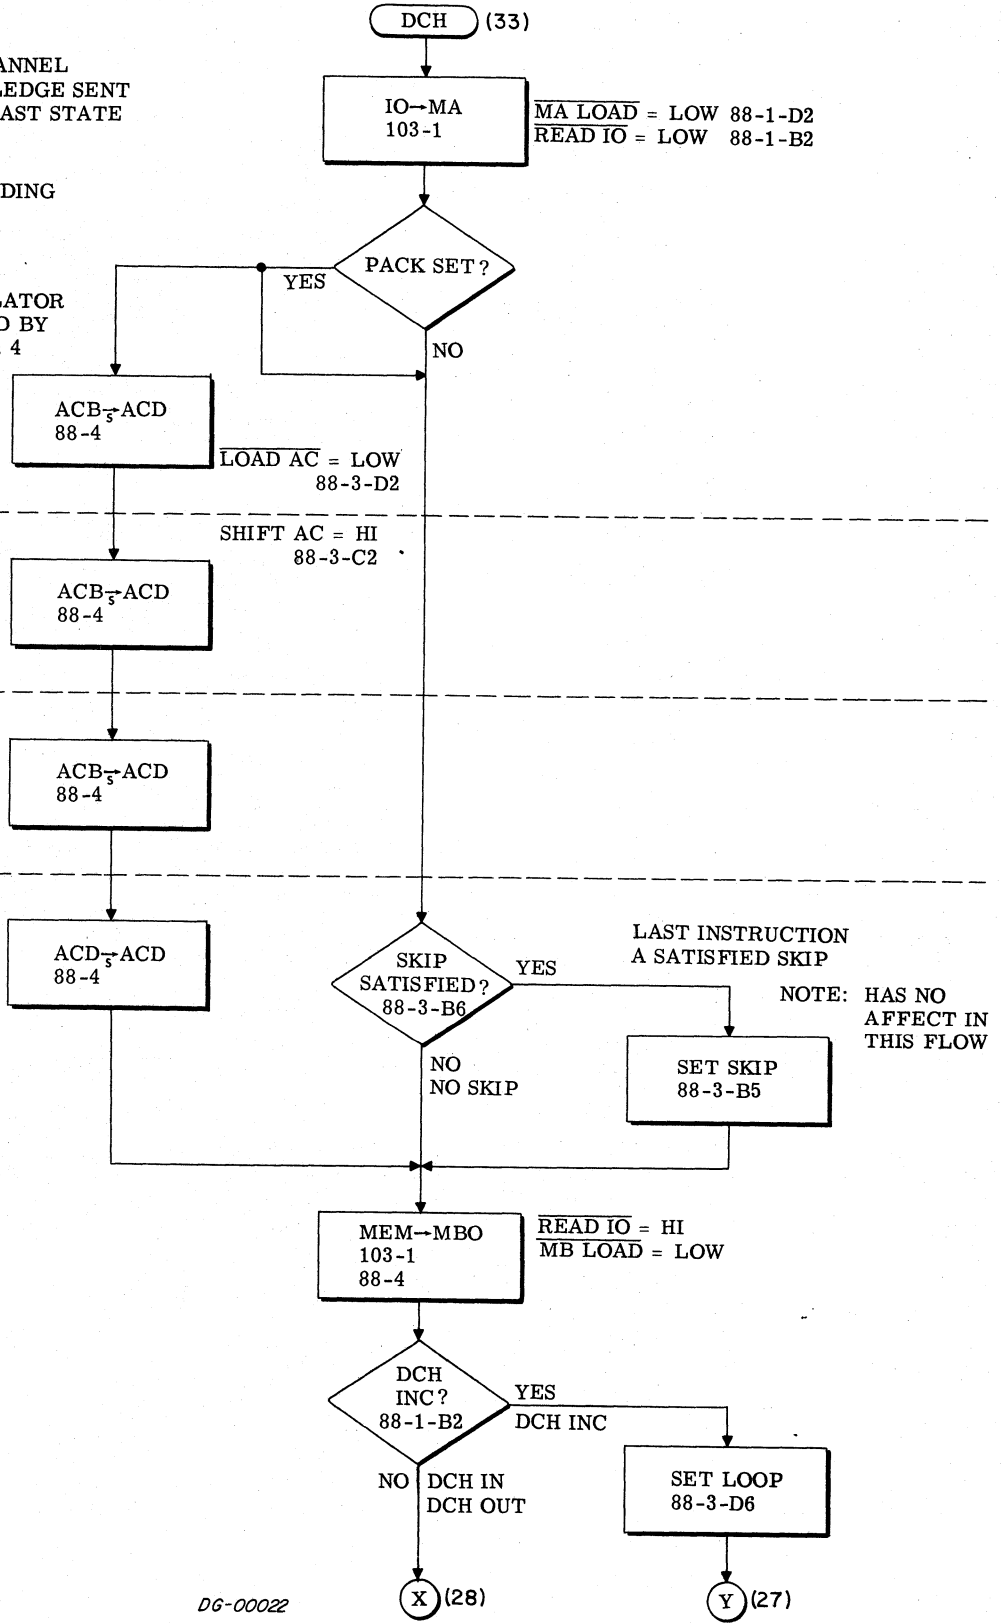 DCH (33)
ANNEL
LEDGE SENT
AST STATE
IO→MA
103-1
MA LOAD = LOW 88-1-D2
READ IO = LOW 88-1-B2
DING
PACK SET?
YES
LATOR
D BY
4
NO
ACB→ACD
S
88-4
LOAD AC = LOW
88-3-D2
SHIFT AC = HI
88-3-C2
ACB→ACD
S
88-4
ACB→ACD
S
88-4
ACD→ACD
S
88-4
SKIP
SATISFIED?
88-3-B6
YES
LAST INSTRUCTION
A SATISFIED SKIP
NOTE: HAS NO
AFFECT IN
THIS FLOW
SET SKIP
88-3-B5
NO
NO SKIP
MEM→MBO
103-1
88-4
READ IO = HI
MB LOAD = LOW
DCH
INC?
88-1-B2
YES
DCH INC
SET LOOP
88-3-D6
NO
DCH IN
DCH OUT
X (28)
Y (27)
DG-00022